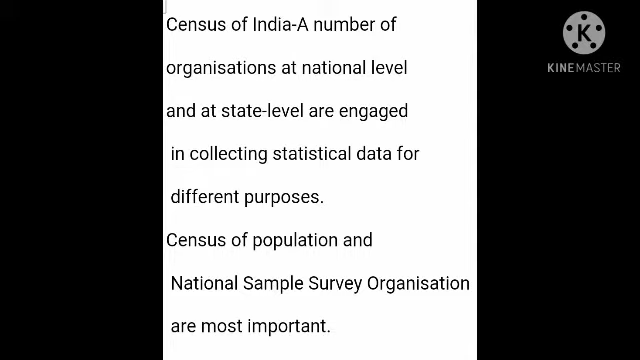 Census of India-A number of
organisations at national level
and at state-level are engaged
in collecting statistical data for
different purposes.
Census of population and
National Sample Survey Organisation
are most important.
K
KINEMASTER